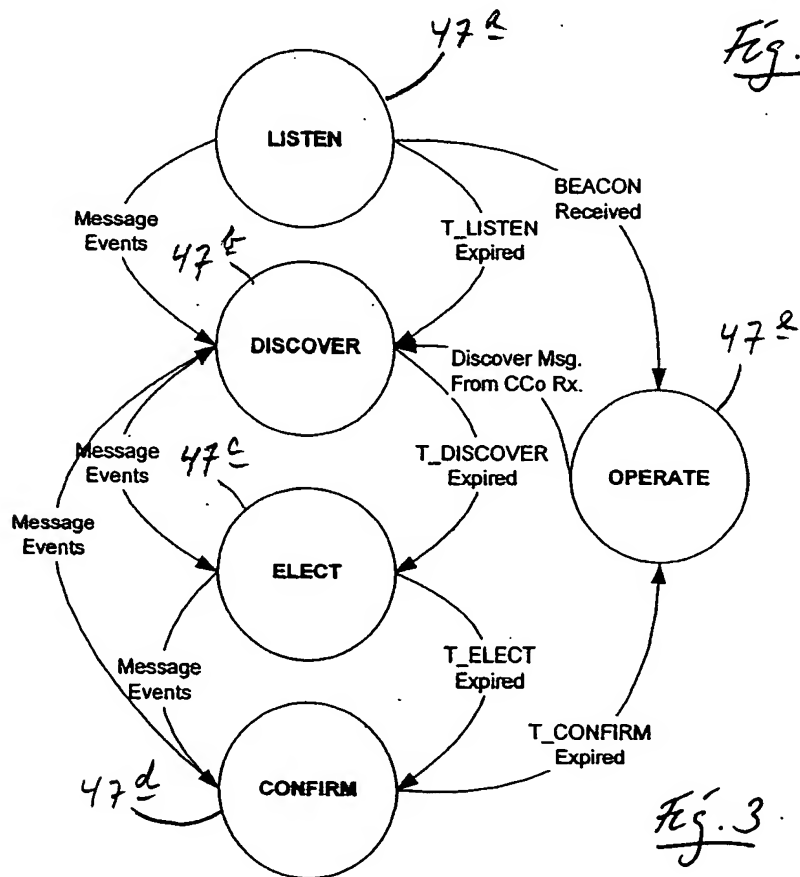 47a
Fig.
LISTEN
BEACON
Received
Message
Events
T_LISTEN
Expired
47b
DISCOVER
Discover Msg.
From CCo Rx.
47e
Message
Events
47c
T_DISCOVER
Expired
OPERATE
Message
Events
ELECT
Message
Events
T_ELECT
Expired
T_CONFIRM
Expired
47d
CONFIRM
Fig. 3